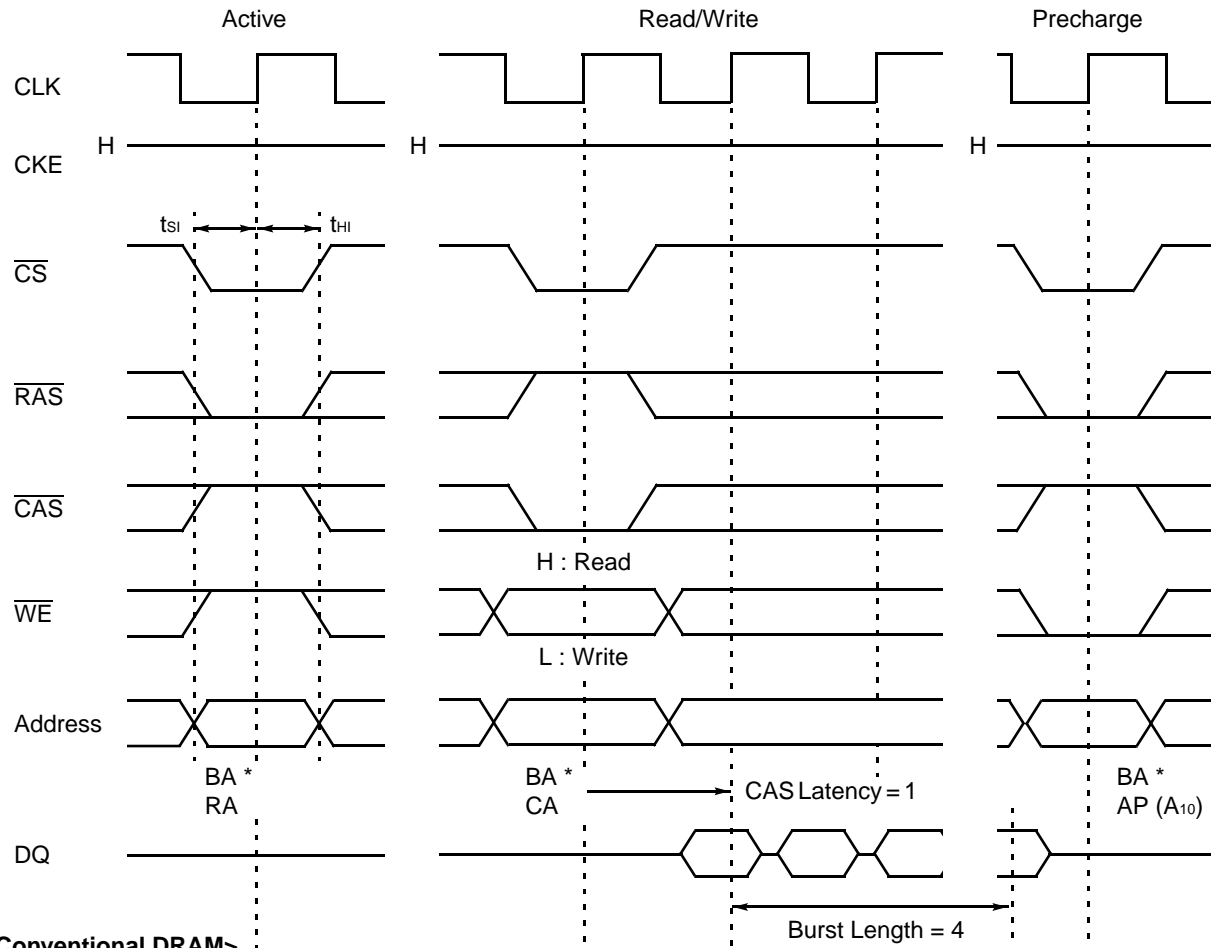 Active Read/Write Precharge
CLK
H H H
CKE
tSI tHI
CS
RAS
CAS
H : Read
WE
L : Write
Address
BA * BA * CAS Latency = 1 BA *
RA CA AP (A10)
DQ
Burst Length = 4
Conventional DRAM>